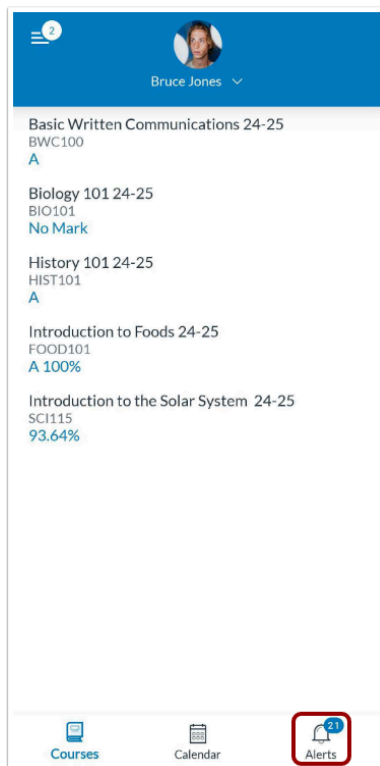 2
Bruce Jones
Basic Written Communications 24-25
BWC100
A
Biology 101 24-25
BIO101
No Mark
History 101 24-25
HIST101
A
Introduction to Foods 24-25
FOOD101
A 100%
Introduction to the Solar System 24-25
SCI115
93.64%
21
Courses
Calendar
Alerts